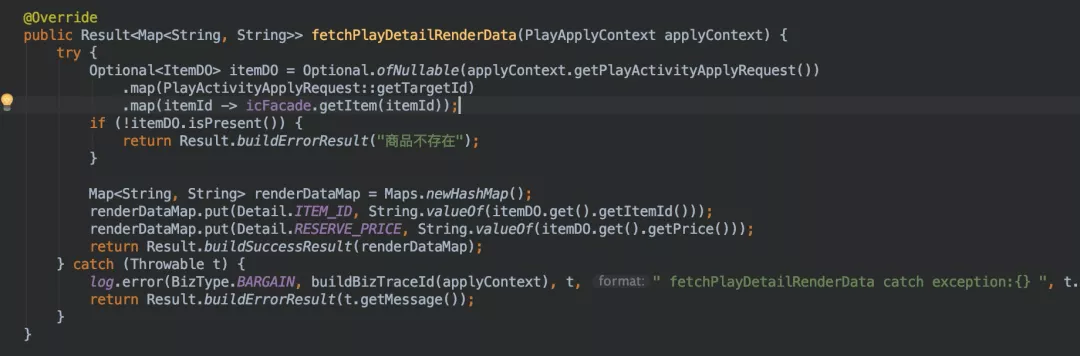 @Override
public Result<Map<String, String>> fetchPlayDetailRenderData(PlayApplyContext applyContext) {
try {
Optional<ItemDO> itemDO = Optional.ofNullable(applyContext.getPlayActivityApplyRequest())
.map(PlayActivityApplyRequest::getTargetId)
.map(itemId -> icFacade.getItem(itemId));
if (!itemDO.isPresent()) {
return Result.buildErrorResult("商品不存在");
}
Map<String, String> renderDataMap = Maps.newHashMap();
renderDataMap.put(Detail.ITEM_ID, String.valueOf(itemDO.get().getItemId()));
renderDataMap.put(Detail.RESERVE_PRICE, String.valueOf(itemDO.get().getPrice()));
return Result.buildSuccessResult(renderDataMap);
} catch (Throwable t) {
log.error(BizType.BARGAIN, buildBizTraceId(applyContext), t, format: " fetchPlayDetailRenderData catch exception:{} ", t.
return Result.buildErrorResult(t.getMessage());
}
}